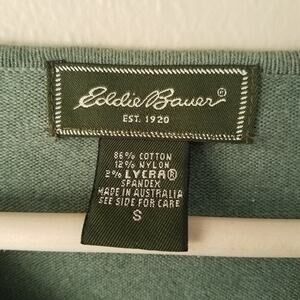 Eddie Bauer®
EST. 1920
86% COTTON
12% NYLON
2% LYCRA®
SPANDEX
MADE IN AUSTRALIA
SEE SIDE FOR CARE
S